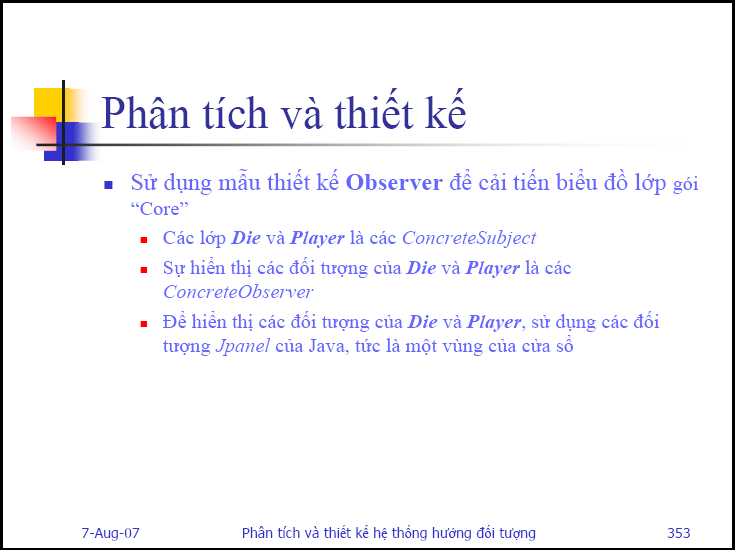 Phân tích và thiết kế
Sử dụng mẫu thiết kế Observer để cải tiến biểu đồ lớp gói
“Core”
Các lớp Die và Player là các ConcreteSubject
Sự hiển thị các đối tượng của Die và Player là các
ConcreteObserver
Để hiển thị các đối tượng của Die và Player, sử dụng các đối
tượng Jpanel của Java, tức là một vùng của cửa sổ
7-Aug-07 Phân tích và thiết kế hệ thống hướng đối tượng 353